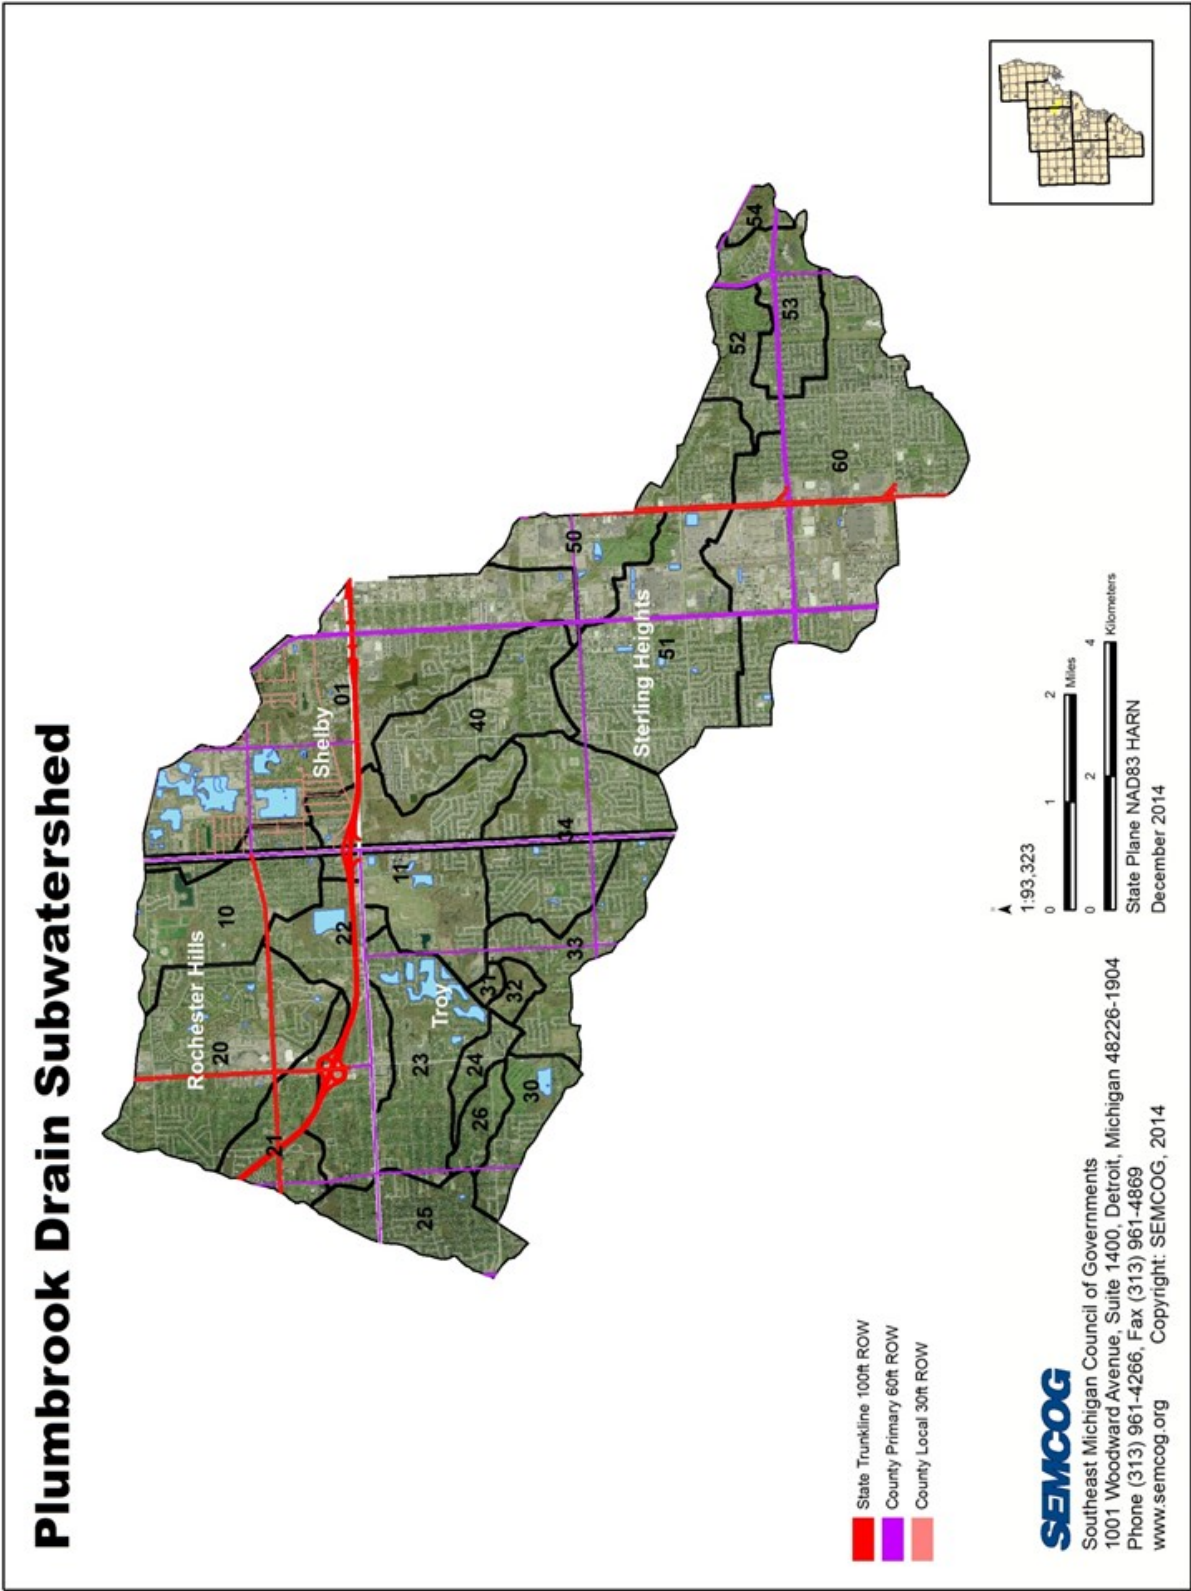 Plumbrook Drain Subwatershed
Rochester Hills
Shelby
Troy
Sterling Heights
20
10
21
22
01
11
23
25
24
26
30
31
32
33
34
40
50
51
52
53
54
60
State Trunkline 100ft ROW
County Primary 60ft ROW
County Local 30ft ROW
SEMCOG
Southeast Michigan Council of Governments
1001 Woodward Avenue, Suite 1400, Detroit, Michigan 48226-1904
Phone (313) 961-4266, Fax (313) 961-4869
www.semcog.org Copyright: SEMCOG, 2014
1:93,323
0 1 2 Miles
0 2 4 Kilometers
State Plane NAD83 HARN
December 2014